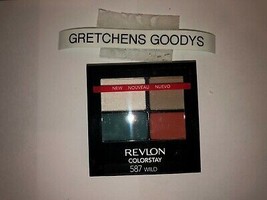 GRETCHENS GOODYS
NEW NOUVEAU NUEVO
REVLON
COLORSTAY
587 WILD